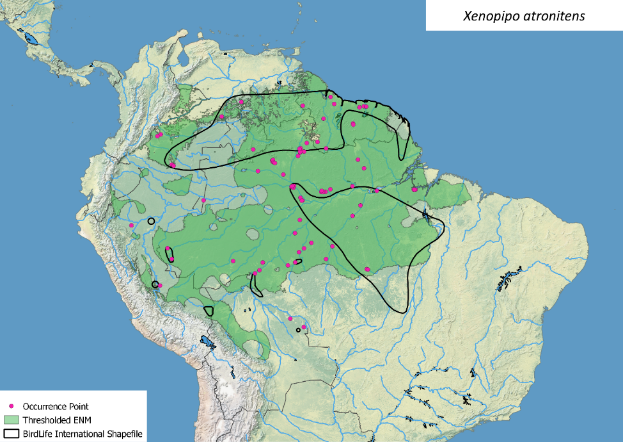 Xenopipo atronitens
Occurrence Point
Thresholded ENM
BirdLife International Shapefile